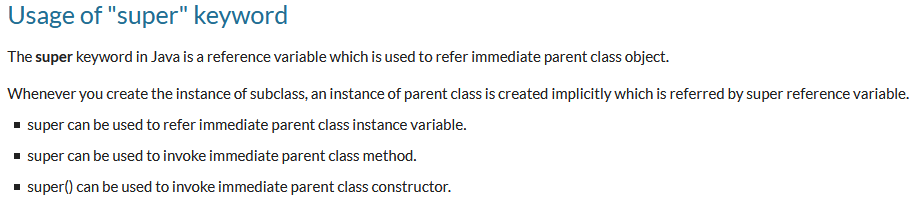 Usage of "super" keyword
The super keyword in Java is a reference variable which is used to refer immediate parent class object.
Whenever you create the instance of subclass, an instance of parent class is created implicitly which is referred by super reference variable.
▪ super can be used to refer immediate parent class instance variable.
▪ super can be used to invoke immediate parent class method.
▪ super() can be used to invoke immediate parent class constructor.